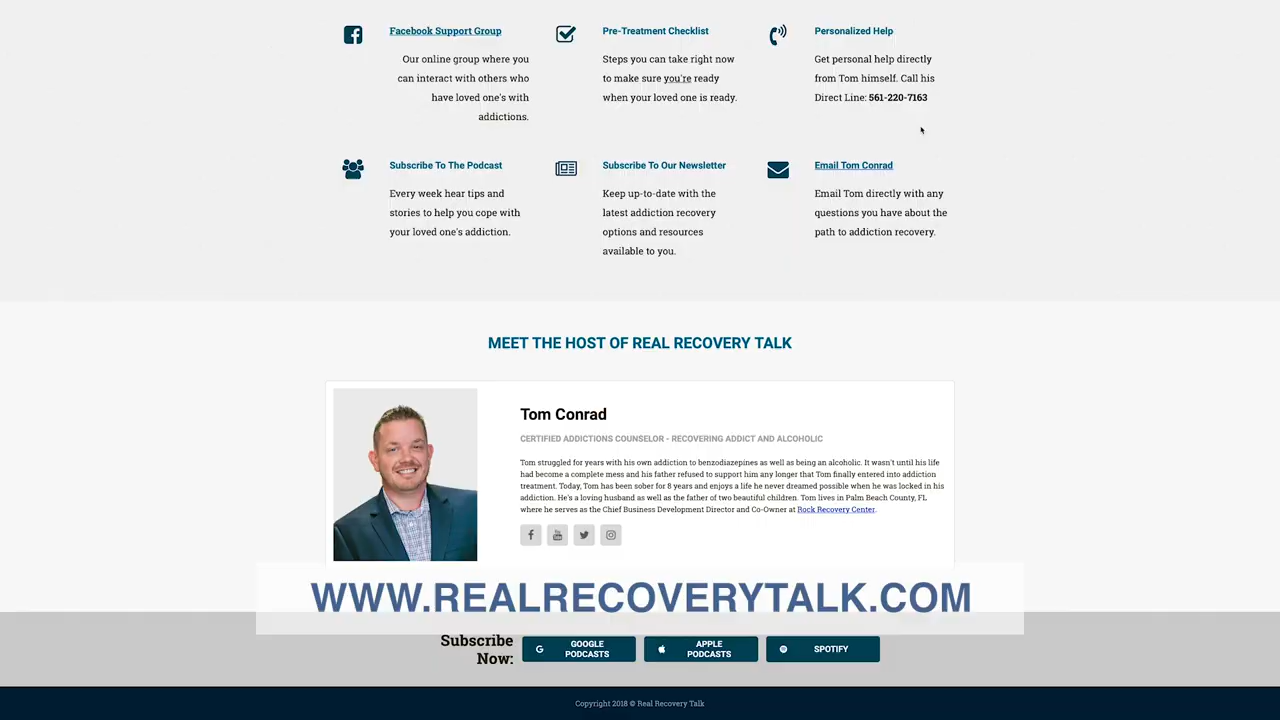 Facebook Support Group
Our online group where you
can interact with others who
have loved one's with
addictions.
Pre-Treatment Checklist
Steps you can take right now
to make sure you're ready
when your loved one is ready.
Personalized Help
Get personal help directly
from Tom himself. Call his
Direct Line: 561-220-7163
Subscribe To The Podcast
Every week hear tips and
stories to help you cope with
your loved one's addiction.
Subscribe To Our Newsletter
Keep up-to-date with the
latest addiction recovery
options and resources
available to you.
Email Tom Conrad
Email Tom directly with any
questions you have about the
path to addiction recovery.
MEET THE HOST OF REAL RECOVERY TALK
Tom Conrad
CERTIFIED ADDICTIONS COUNSELOR - RECOVERING ADDICT AND ALCOHOLIC
Tom struggled for years with his own addiction to benzodiazepines as well as being an alcoholic. It wasn't until his life
had become a complete mess and his father refused to support him any longer that Tom finally entered into addiction
treatment. Today, Tom has been sober for 8 years and enjoys a life he never dreamed possible when he was locked in his
addiction. He's a loving husband as well as the father of two beautiful children. Tom lives in Palm Beach County, FL
where he serves as the Chief Business Development Director and Co-Owner at Rock Recovery Center.
WWW.REALRECOVERYTALK.COM
Subscribe
Now:
GOOGLE
PODCASTS
APPLE
PODCASTS
SPOTIFY
Copyright 2018 © Real Recovery Talk